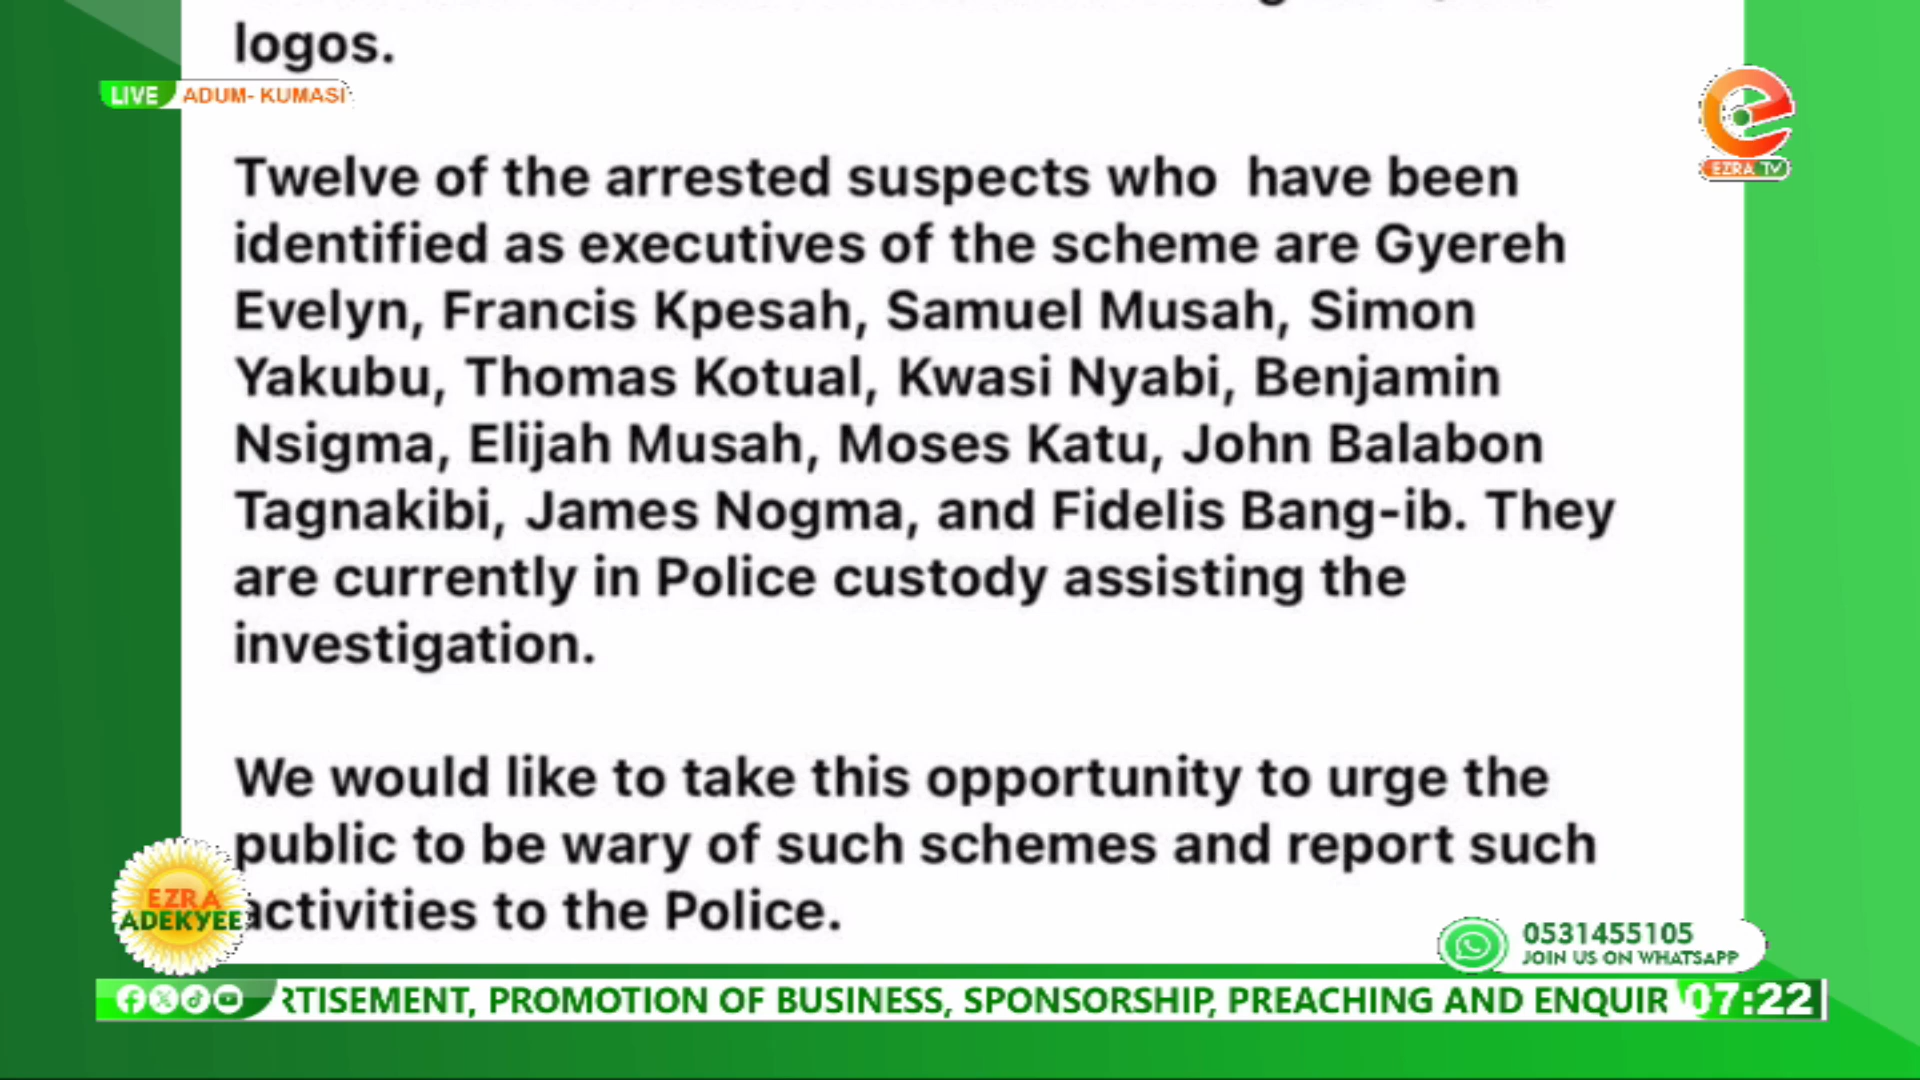 logos.
LIVE ADUM- KUMASI
EZRA TV
Twelve of the arrested suspects who have been
identified as executives of the scheme are Gyereh
Evelyn, Francis Kpesah, Samuel Musah, Simon
Yakubu, Thomas Kotual, Kwasi Nyabi, Benjamin
Nsigma, Elijah Musah, Moses Katu, John Balabon
Tagnakibi, James Nogma, and Fidelis Bang-ib. They
are currently in Police custody assisting the
investigation.
We would like to take this opportunity to urge the
public to be wary of such schemes and report such
activities to the Police.
EZRA
ADEKYEE
0531455105
JOIN US ON WHATSAPP
RTISEMENT, PROMOTION OF BUSINESS, SPONSORSHIP, PREACHING AND ENQUIR
07:22